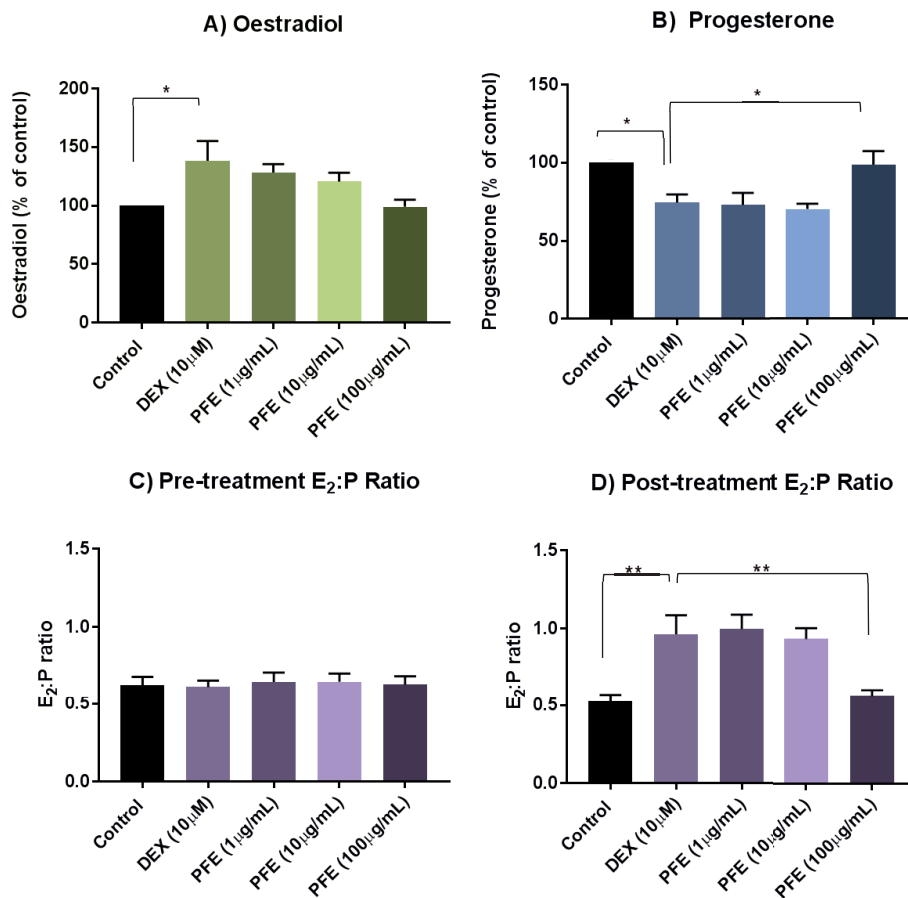 A) Oestradiol
Oestradiol (% of control)
200
150
100
50
0
*
Control
DEX (10μM)
PFE (1μg/mL)
PFE (10μg/mL)
PFE (100μg/mL)
B) Progesterone
Progesterone (% of control)
150
100
50
0
*
*
Control
DEX (10μM)
PFE (1μg/mL)
PFE (10μg/mL)
PFE (100μg/mL)
C) Pre-treatment E₂:P Ratio
E₂:P ratio
1.5
1.0
0.5
0.0
Control
DEX (10μM)
PFE (1μg/mL)
PFE (10μg/mL)
PFE (100μg/mL)
D) Post-treatment E₂:P Ratio
E₂:P ratio
1.5
1.0
0.5
0.0
**
**
Control
DEX (10μM)
PFE (1μg/mL)
PFE (10μg/mL)
PFE (100μg/mL)